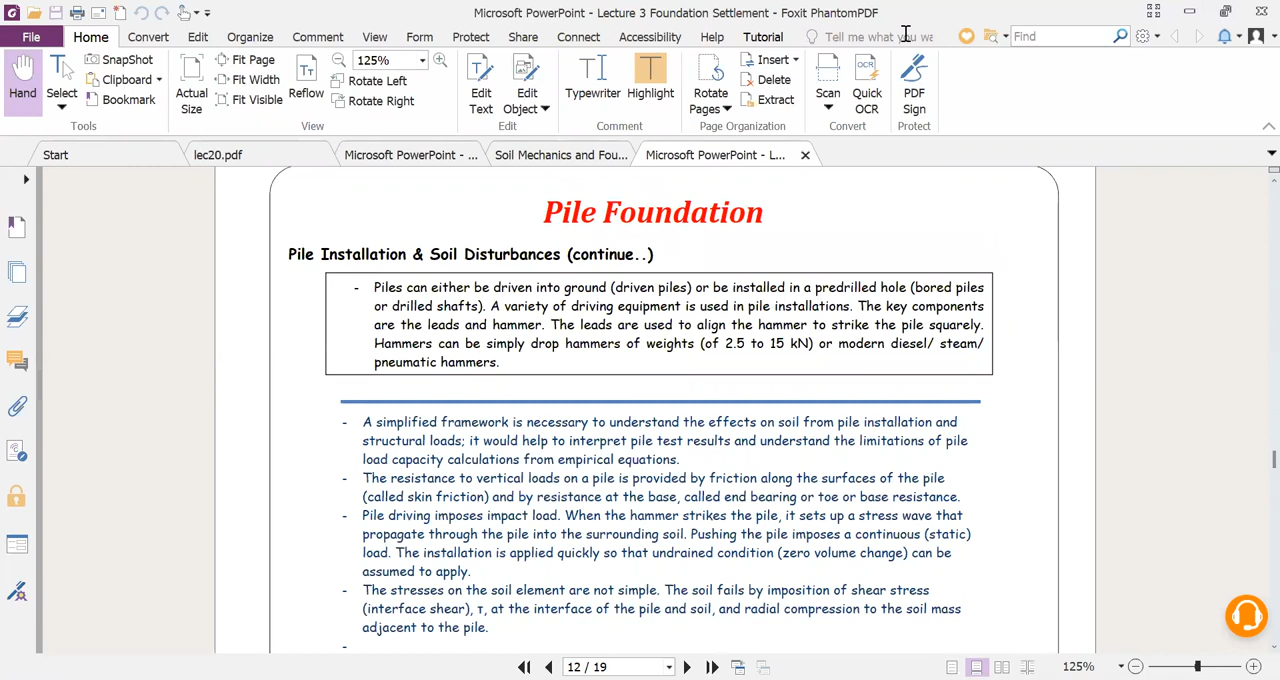 Microsoft PowerPoint - Lecture 3 Foundation Settlement - Foxit PhantomPDF
File Home Convert Edit Organize Comment View Form Protect Share Connect Accessibility Help Tutorial Tell me what you wa Find
Hand
Select
SnapShot
Clipboard
Bookmark
Tools
Actual Size
Fit Page
Fit Width
Fit Visible
Reflow
125%
Rotate Left
Rotate Right
View
Edit Text
Edit Object
Edit
Typewriter
Highlight
Comment
Rotate Pages
Insert
Delete
Extract
Page Organization
Scan
OCR
Quick OCR
Convert
PDF Sign
Protect
Start lec20.pdf Microsoft PowerPoint - ... Soil Mechanics and Fou... Microsoft PowerPoint - L...
Pile Foundation
Pile Installation & Soil Disturbances (continue..)
- Piles can either be driven into ground (driven piles) or be installed in a predrilled hole (bored piles
or drilled shafts). A variety of driving equipment is used in pile installations. The key components
are the leads and hammer. The leads are used to align the hammer to strike the pile squarely.
Hammers can be simply drop hammers of weights (of 2.5 to 15 kN) or modern diesel/ steam/
pneumatic hammers.
- A simplified framework is necessary to understand the effects on soil from pile installation and
structural loads; it would help to interpret pile test results and understand the limitations of pile
load capacity calculations from empirical equations.
- The resistance to vertical loads on a pile is provided by friction along the surfaces of the pile
(called skin friction) and by resistance at the base, called end bearing or toe or base resistance.
- Pile driving imposes impact load. When the hammer strikes the pile, it sets up a stress wave that
propagate through the pile into the surrounding soil. Pushing the pile imposes a continuous (static)
load. The installation is applied quickly so that undrained condition (zero volume change) can be
assumed to apply.
- The stresses on the soil element are not simple. The soil fails by imposition of shear stress
(interface shear), τ, at the interface of the pile and soil, and radial compression to the soil mass
adjacent to the pile.
-
12 / 19
125%